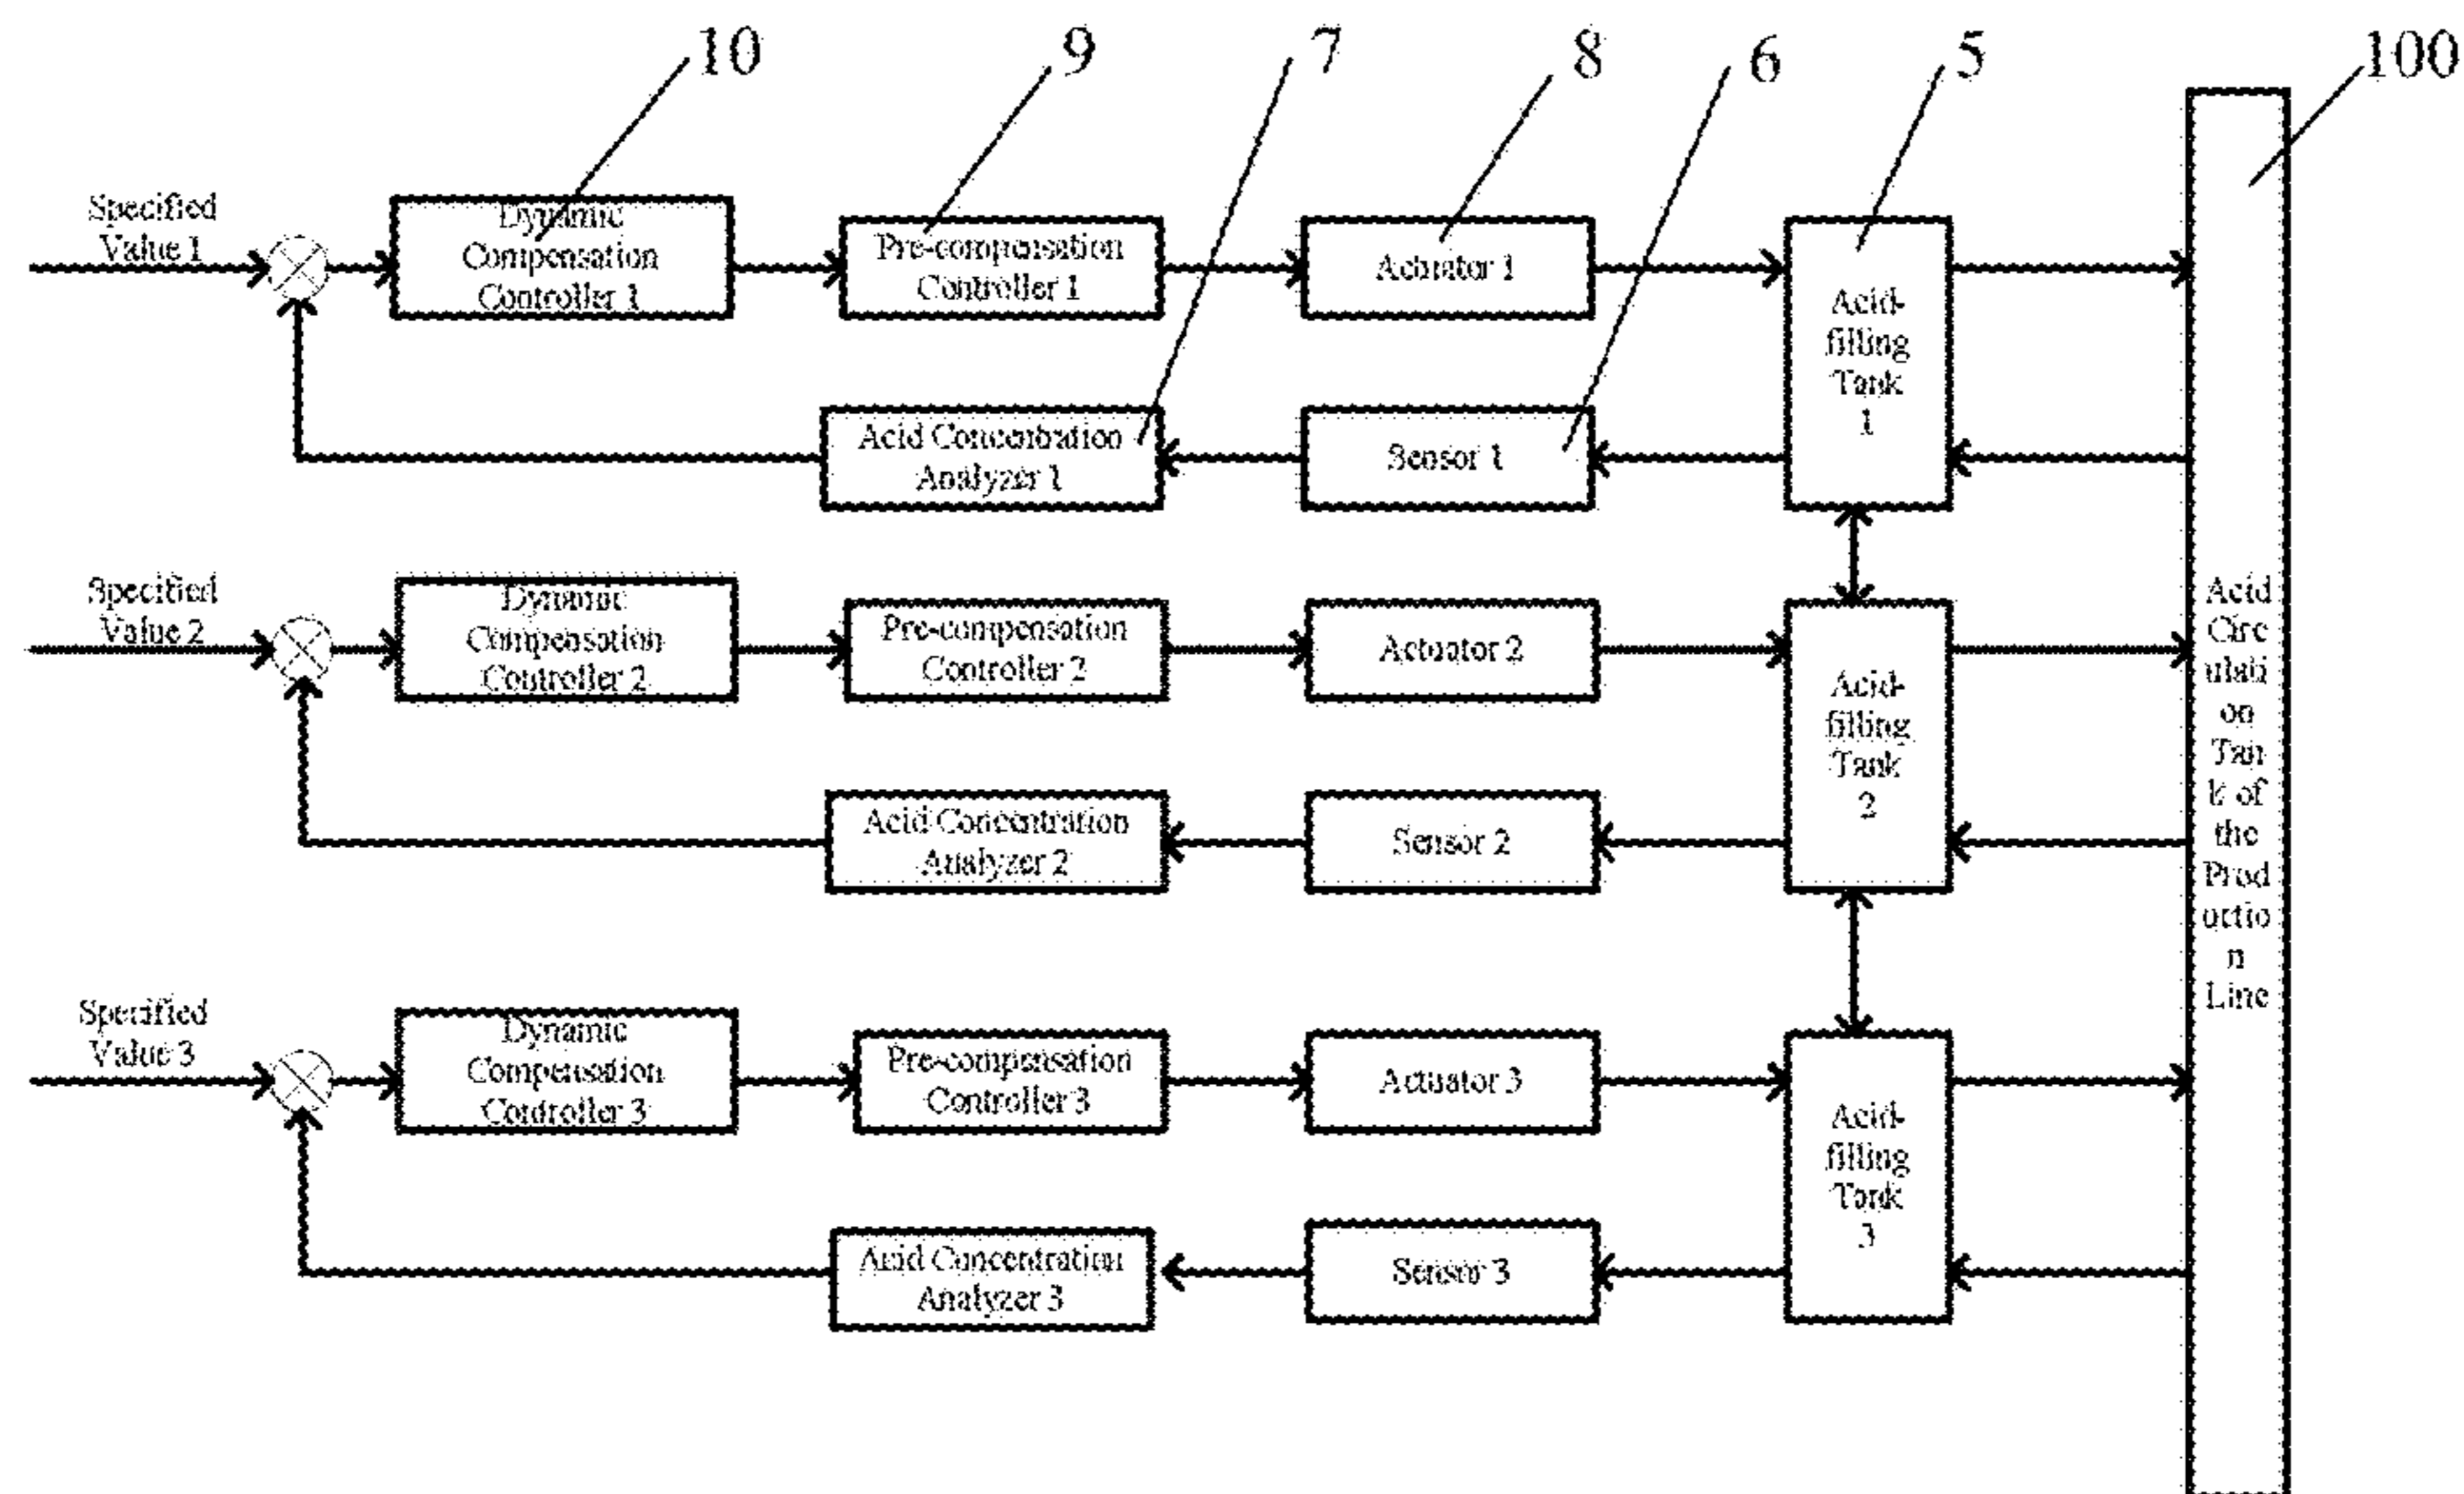 10
9
7
8
6
5
100
Specified
Value 1
Dynamic
Compensation
Controller 1
Pre-compensation
Controller 1
Actuator 1
Acid-
filling
Tank
1
Acid Concentration
Analyzer 1
Sensor 1
Specified
Value 2
Dynamic
Compensation
Controller 2
Pre-compensation
Controller 2
Actuator 2
Acid-
filling
Tank
2
Acid Concentration
Analyzer 2
Sensor 2
Specified
Value 3
Dynamic
Compensation
Controller 3
Pre-compensation
Controller 3
Actuator 3
Acid-
filling
Tank
3
Acid Concentration
Analyzer 3
Sensor 3
Acid
Circ
ulati
on
Tan
k of
the
Prod
uctio
n
Line